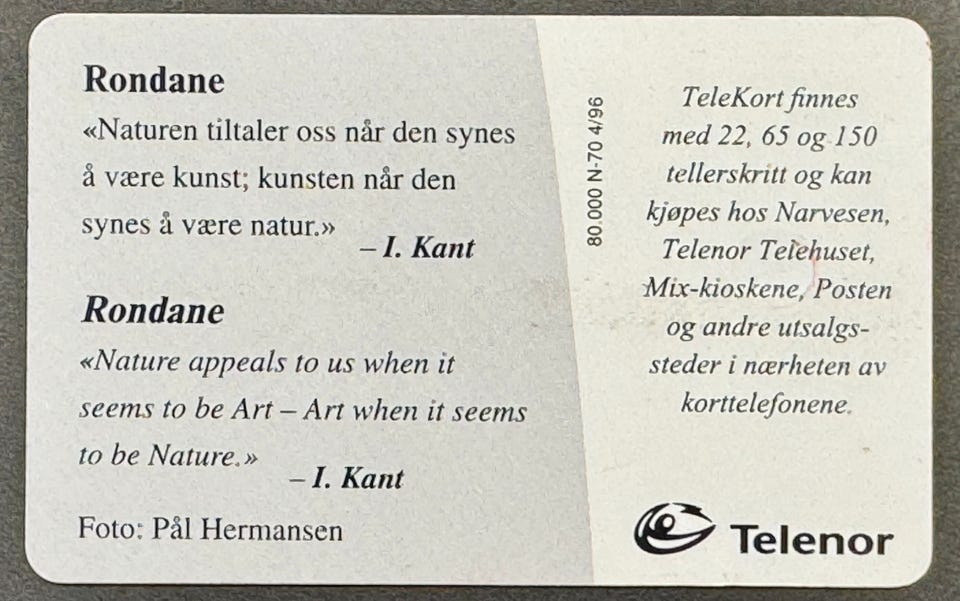 Rondane
«Naturen tiltaler oss når den synes
å være kunst; kunsten når den
synes å være natur.»
– I. Kant
Rondane
«Nature appeals to us when it
seems to be Art – Art when it seems
to be Nature.»
– I. Kant
Foto: Pål Hermansen
80.000 N-70 4/96
TeleKort finnes
med 22, 65 og 150
tellerskritt og kan
kjøpes hos Narvesen,
Telenor Telehuset,
Mix-kioskene, Posten
og andre utsalgs-
steder i nærheten av
korttelefonene.
Telenor